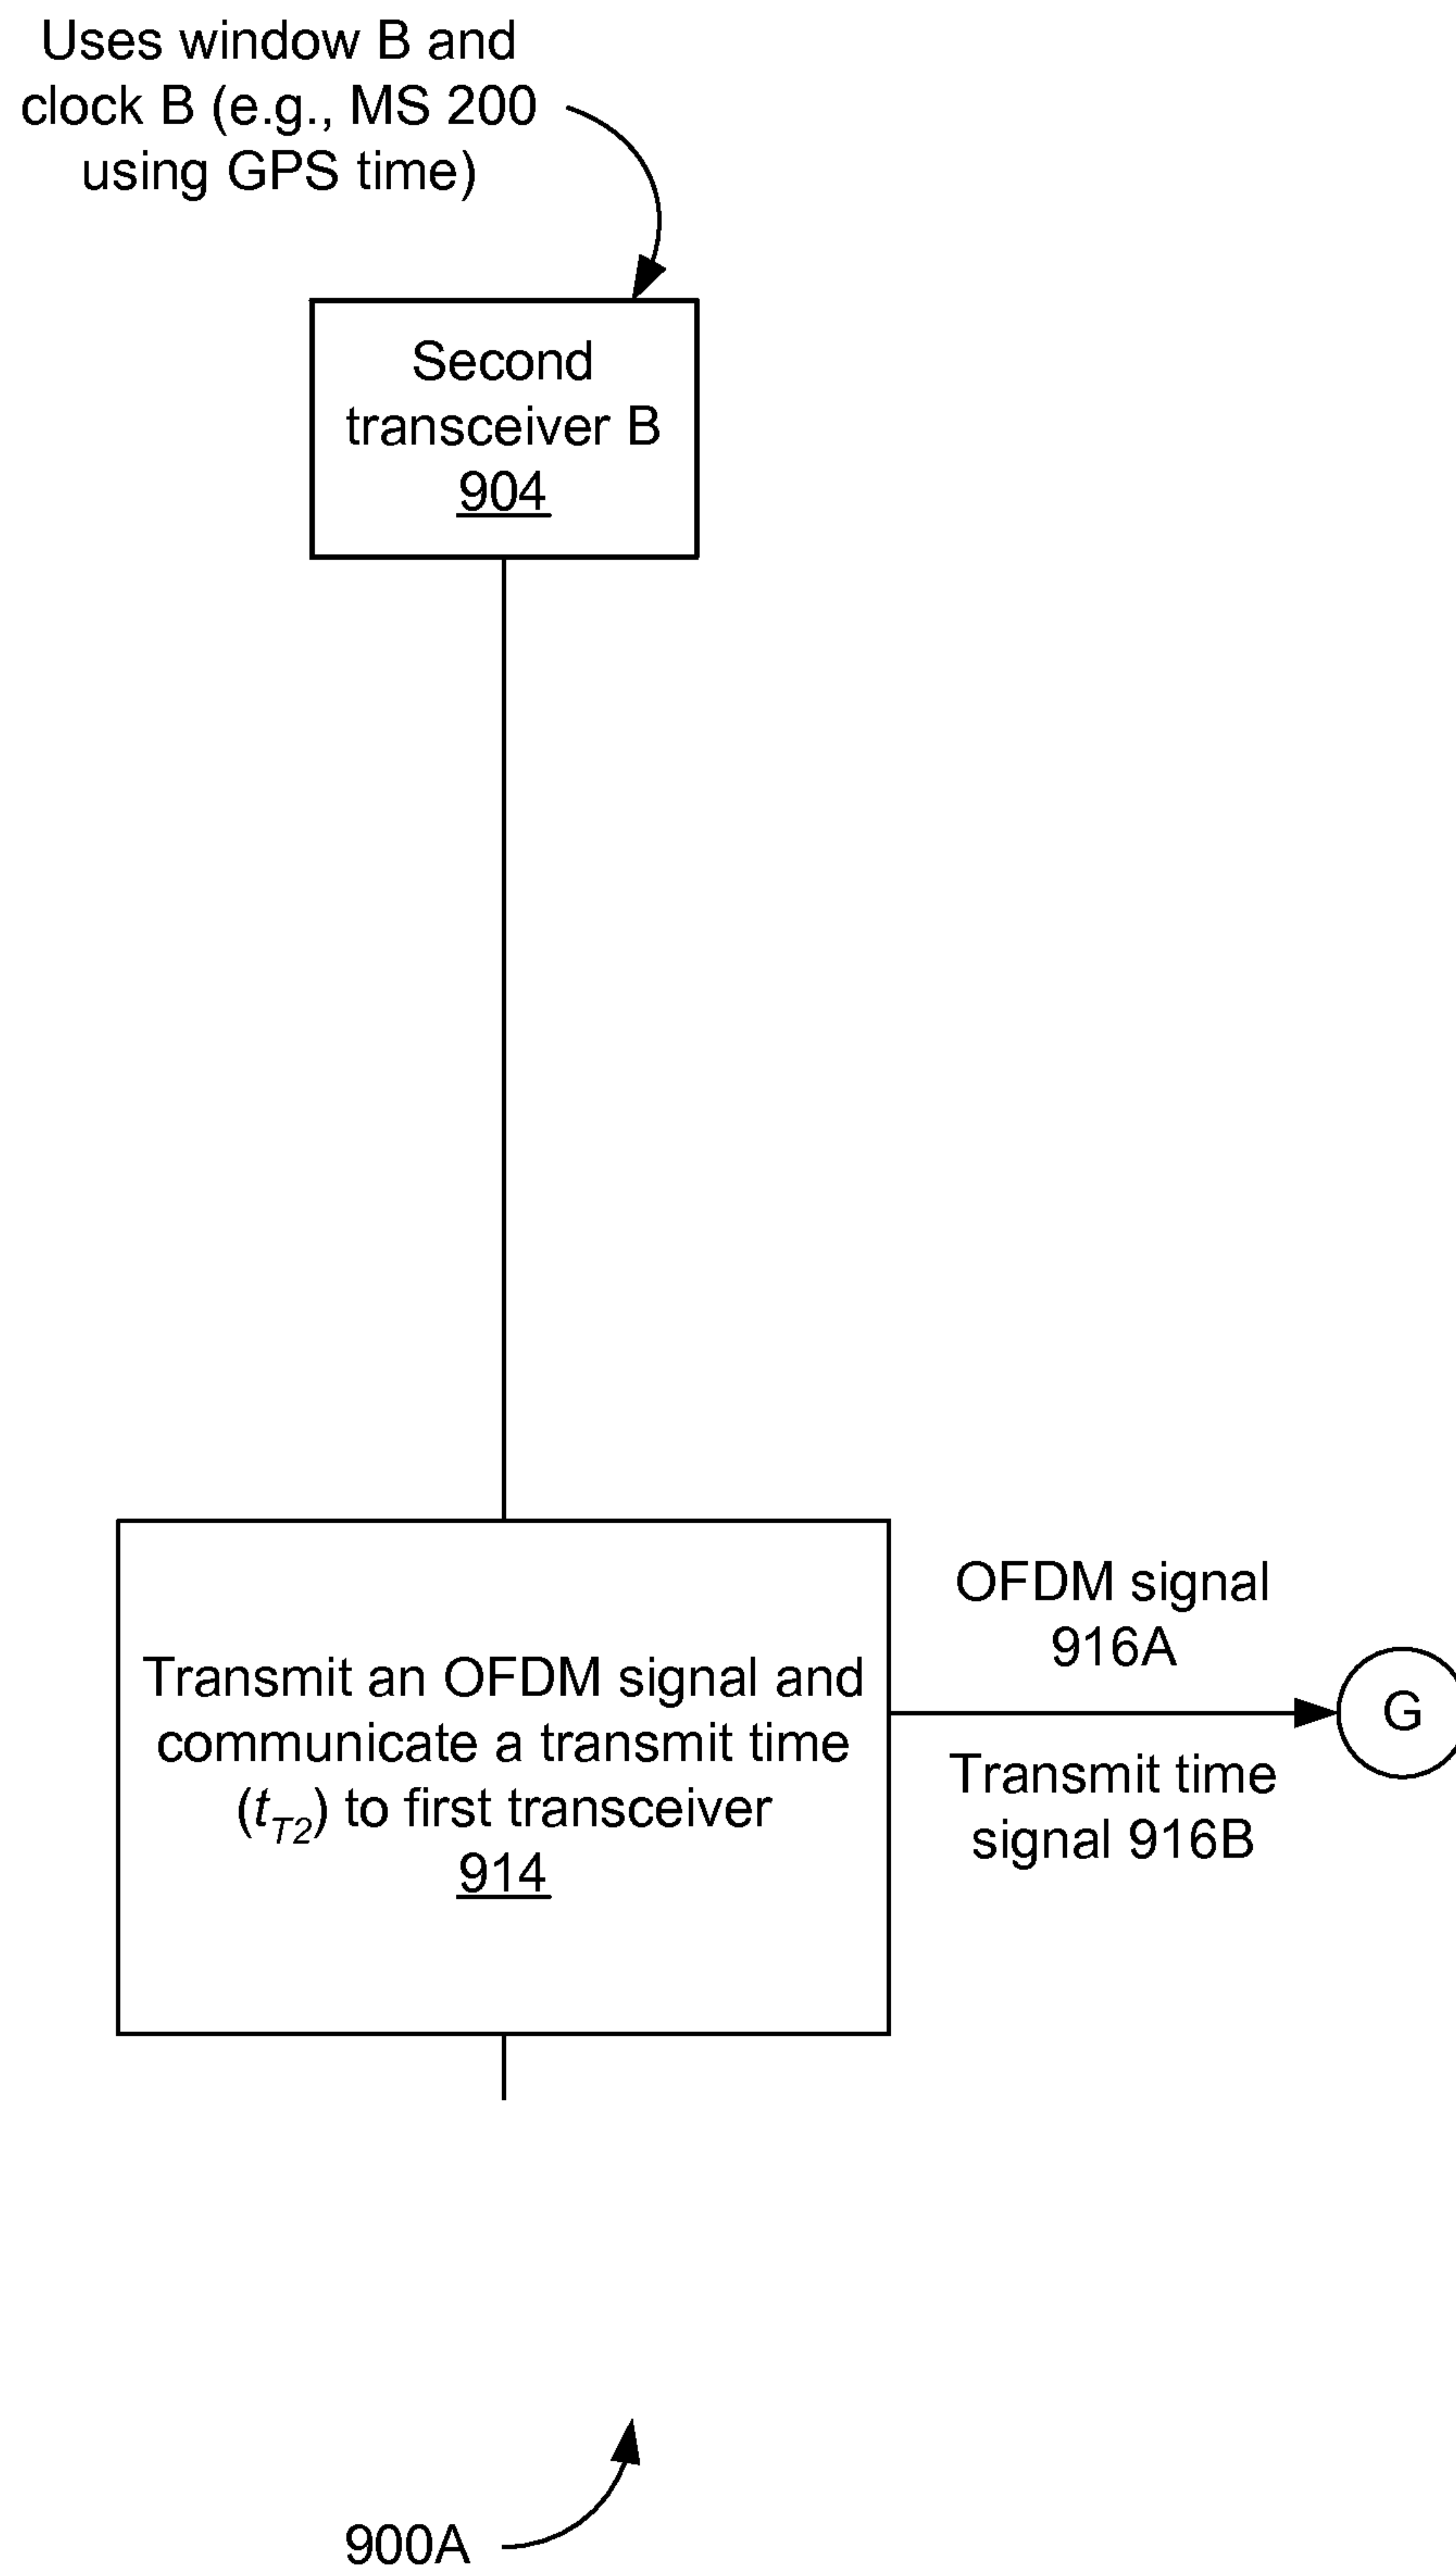 Uses window B and
clock B (e.g., MS 200
using GPS time)
Second
transceiver B
904
Transmit an OFDM signal and
communicate a transmit time
(tT2) to first transceiver
914
OFDM signal
916A
Transmit time
signal 916B
G
900A